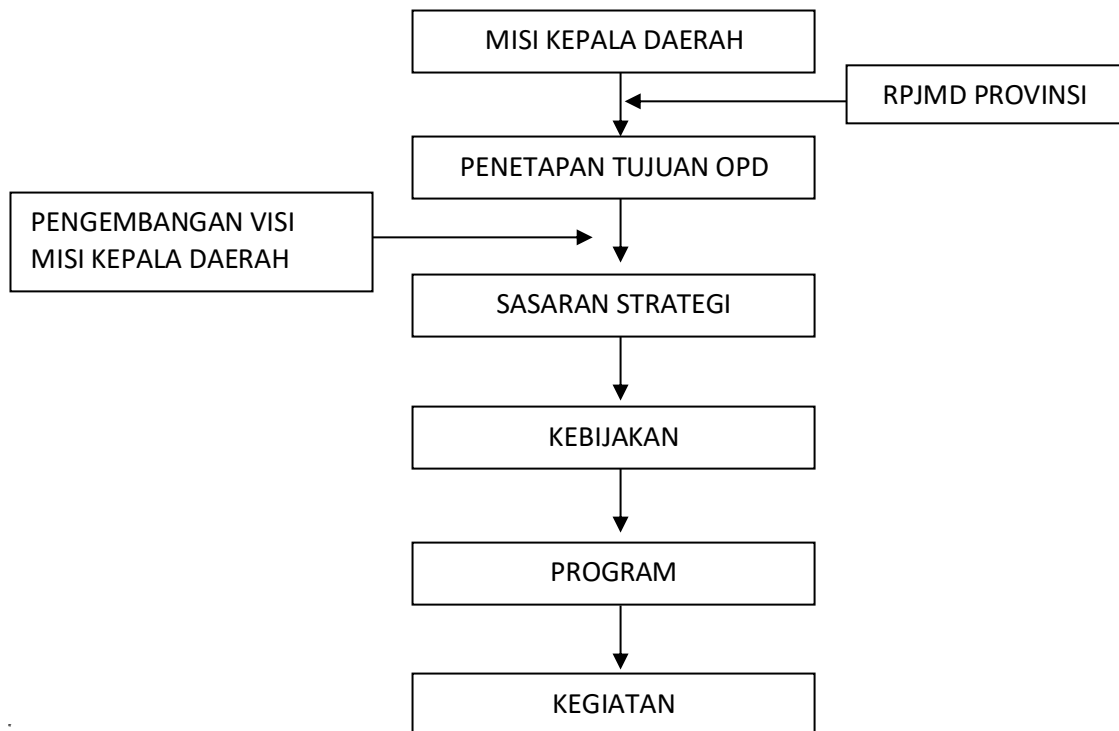 MISI KEPALA DAERAH
RPJMD PROVINSI
PENETAPAN TUJUAN OPD
PENGEMBANGAN VISI
MISI KEPALA DAERAH
SASARAN STRATEGI
KEBIJAKAN
PROGRAM
KEGIATAN
.